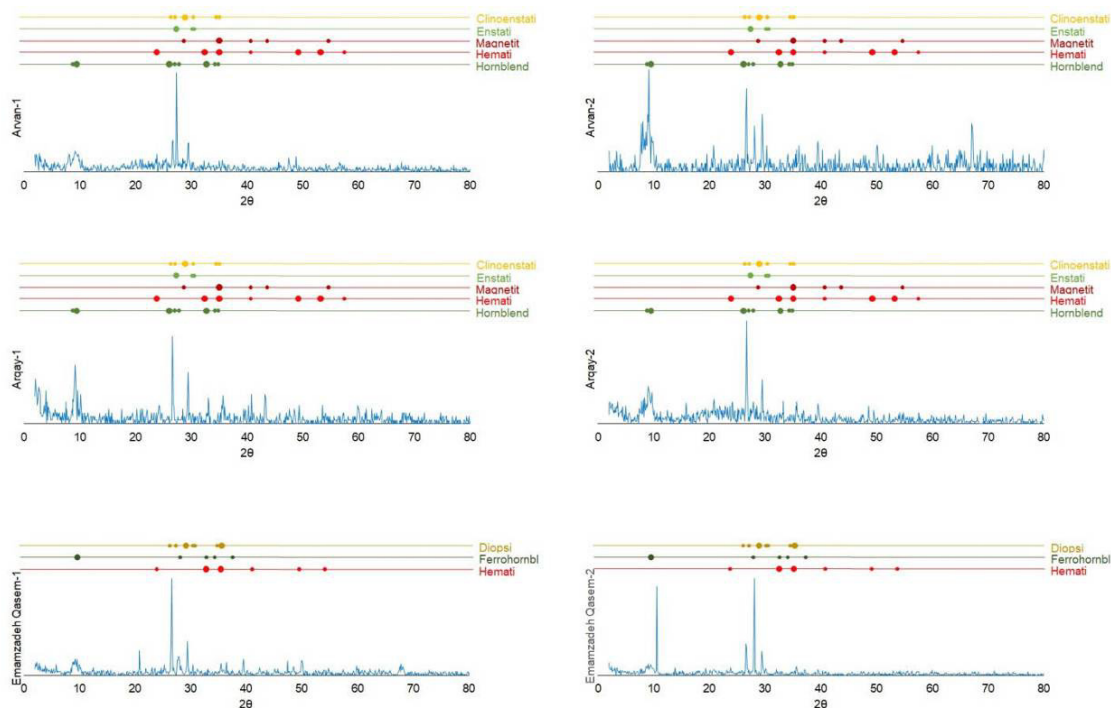 Clinoenstati
Enstati
Magnetit
Hemati
Hornblend
Arvan-1
0 10 20 30 40 50 60 70 80
2θ
Clinoenstati
Enstati
Magnetit
Hemati
Hornblend
Arvan-2
0 10 20 30 40 50 60 70 80
2θ
Clinoenstati
Enstati
Magnetit
Hemati
Hornblend
Arqay-1
0 10 20 30 40 50 60 70 80
2θ
Clinoenstati
Enstati
Magnetit
Hemati
Hornblend
Arqay-2
0 10 20 30 40 50 60 70 80
2θ
Diopsi
Ferrohornbl
Hemati
Emamzadeh Qasem-1
0 10 20 30 40 50 60 70 80
2θ
Diopsi
Ferrohornbl
Hemati
Emamzadeh Qasem-2
0 10 20 30 40 50 60 70 80
2θ